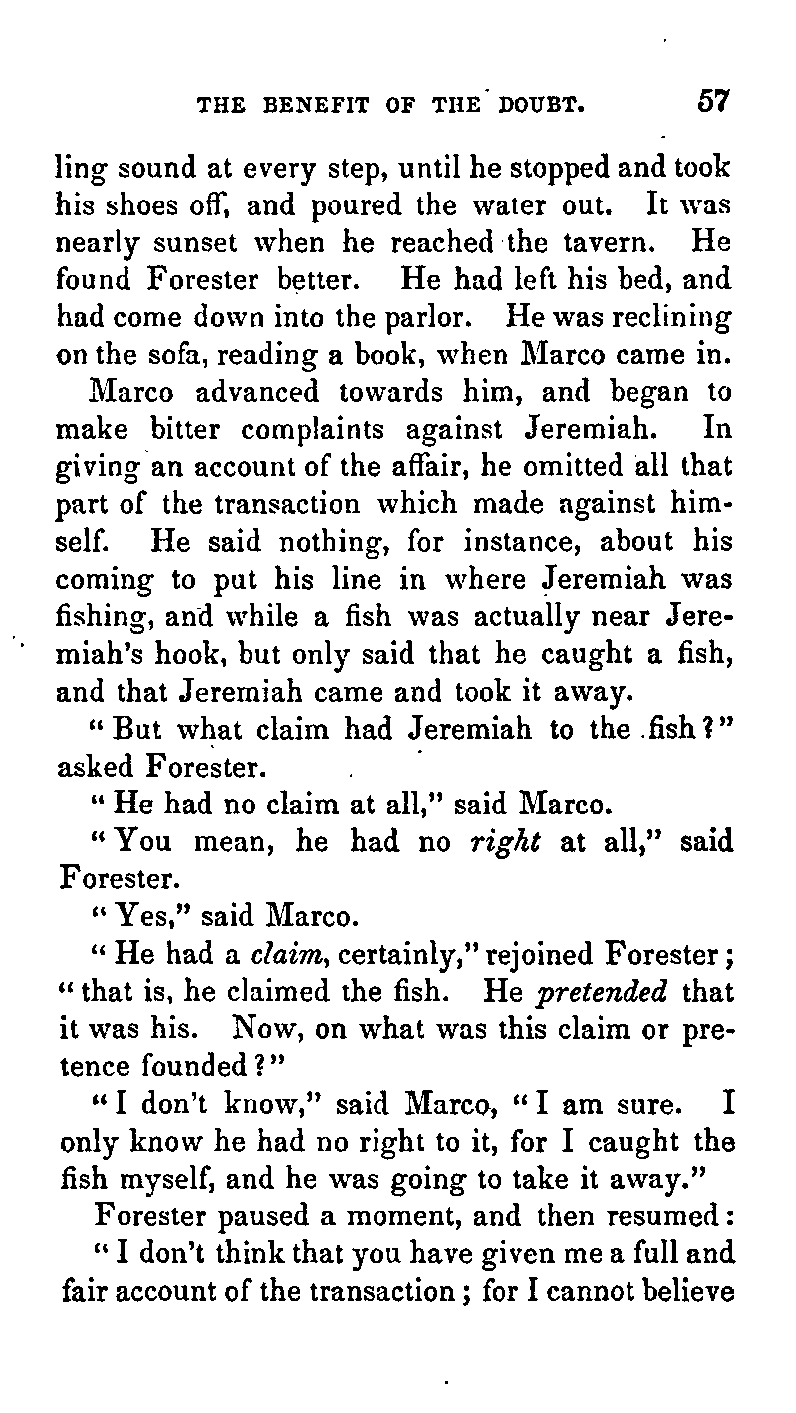 THE BENEFIT OF THE DOUBT. 57
ling sound at every step, until he stopped and took
his shoes off, and poured the water out. It was
nearly sunset when he reached the tavern. He
found Forester better. He had left his bed, and
had come down into the parlor. He was reclining
on the sofa, reading a book, when Marco came in.
Marco advanced towards him, and began to
make bitter complaints against Jeremiah. In
giving an account of the affair, he omitted all that
part of the transaction which made against him-
self. He said nothing, for instance, about his
coming to put his line in where Jeremiah was
fishing, and while a fish was actually near Jere-
miah's hook, but only said that he caught a fish,
and that Jeremiah came and took it away.
“But what claim had Jeremiah to the fish?”
asked Forester.
“He had no claim at all,” said Marco.
“You mean, he had no right at all,” said
Forester.
“Yes,” said Marco.
“He had a claim, certainly,” rejoined Forester;
“that is, he claimed the fish. He pretended that
it was his. Now, on what was this claim or pre-
tence founded?”
“I don't know,” said Marco, “I am sure. I
only know he had no right to it, for I caught the
fish myself, and he was going to take it away.”
Forester paused a moment, and then resumed:
“I don't think that you have given me a full and
fair account of the transaction; for I cannot believe